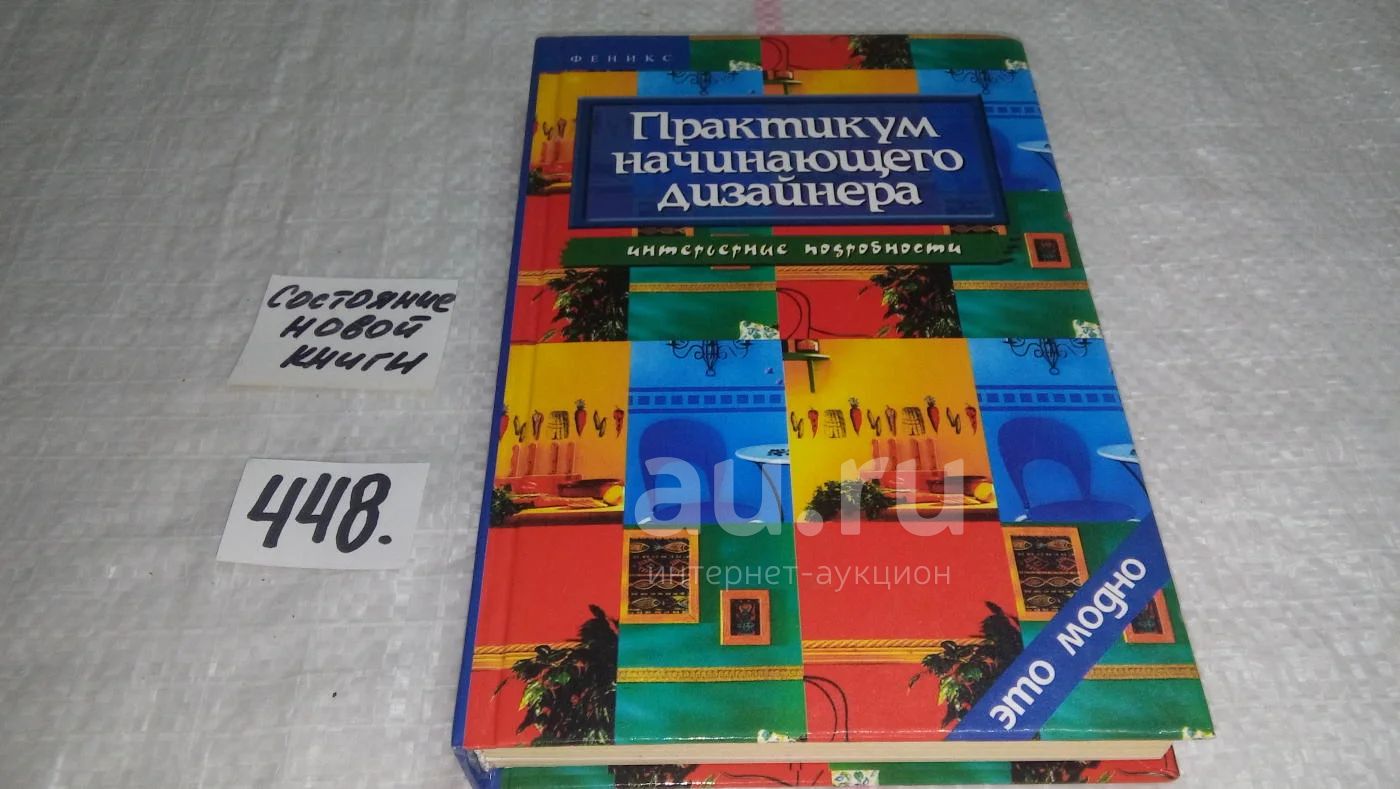 ФЕНИКС
Практикум
начинающего
дизайнера
интерьерные подробности
Состояние
новой
книги
448.
au.ru
интернет-аукцион
это модно